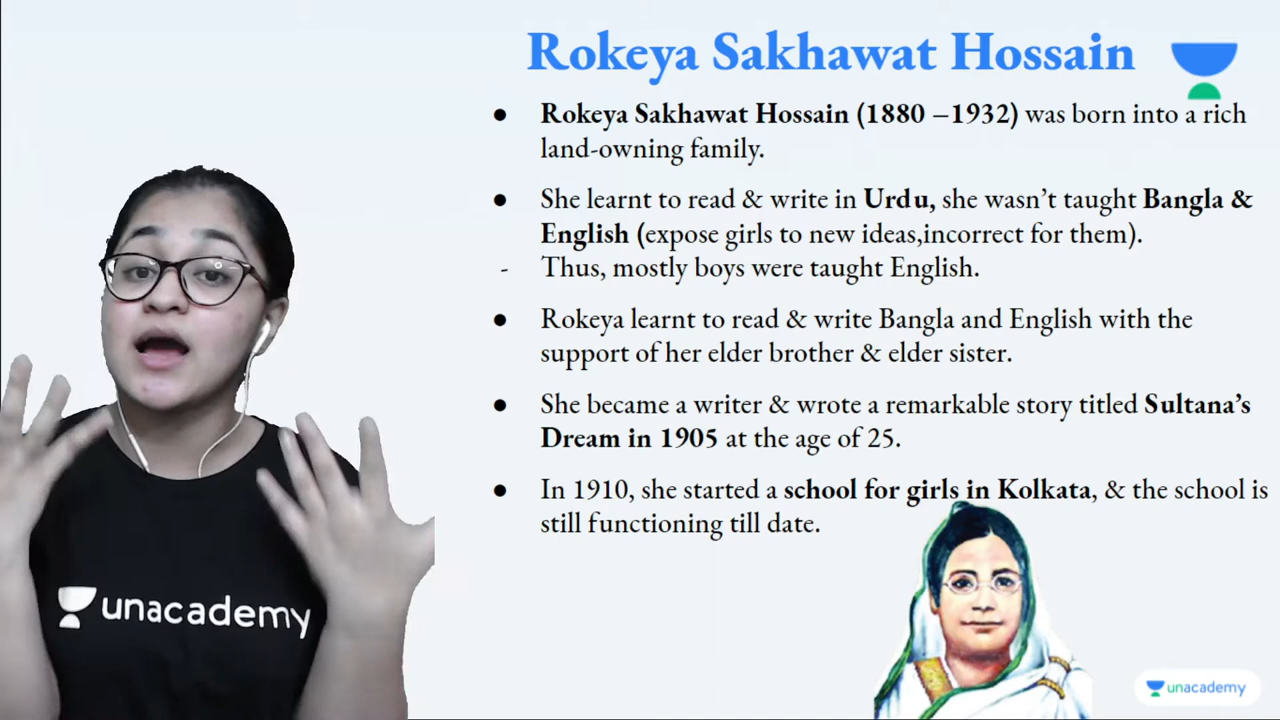 Rokeya Sakhawat Hossain
● Rokeya Sakhawat Hossain (1880 –1932) was born into a rich
land-owning family.
● She learnt to read & write in Urdu, she wasn't taught Bangla &
English (expose girls to new ideas,incorrect for them).
- Thus, mostly boys were taught English.
● Rokeya learnt to read & write Bangla and English with the
support of her elder brother & elder sister.
● She became a writer & wrote a remarkable story titled Sultana's
Dream in 1905 at the age of 25.
● In 1910, she started a school for girls in Kolkata, & the school is
still functioning till date.
unacademy
unacademy